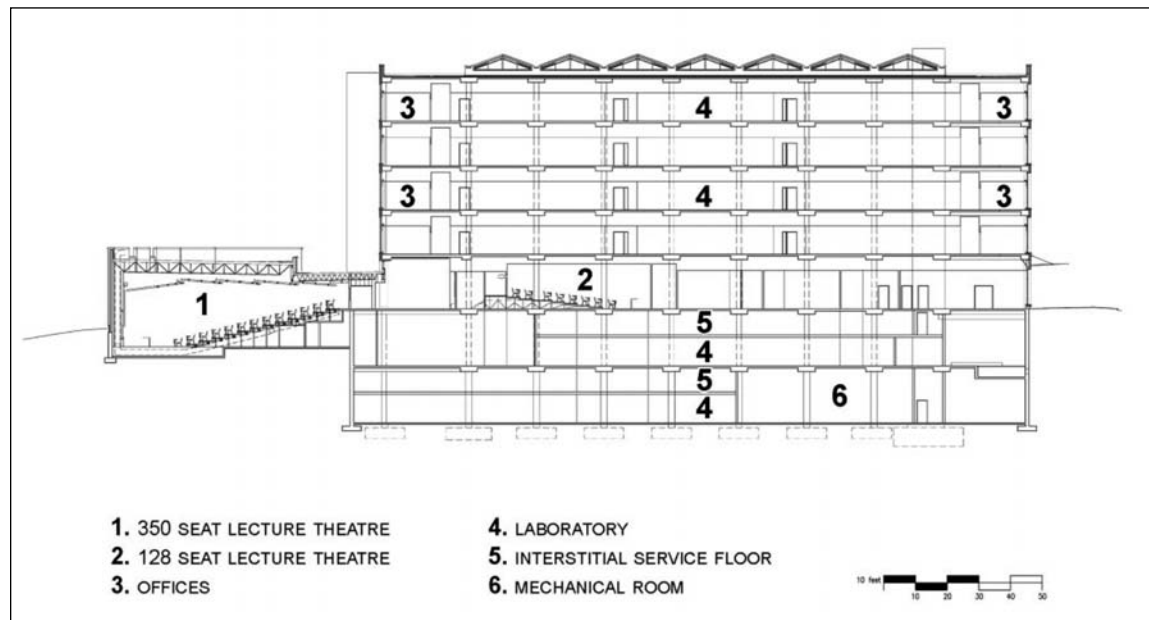 3 4 3
3 4 3
2
1
5
4
5
6
4
1. 350 SEAT LECTURE THEATRE
2. 128 SEAT LECTURE THEATRE
3. OFFICES
4. LABORATORY
5. INTERSTITIAL SERVICE FLOOR
6. MECHANICAL ROOM
10 feet
10 20 30 40 50